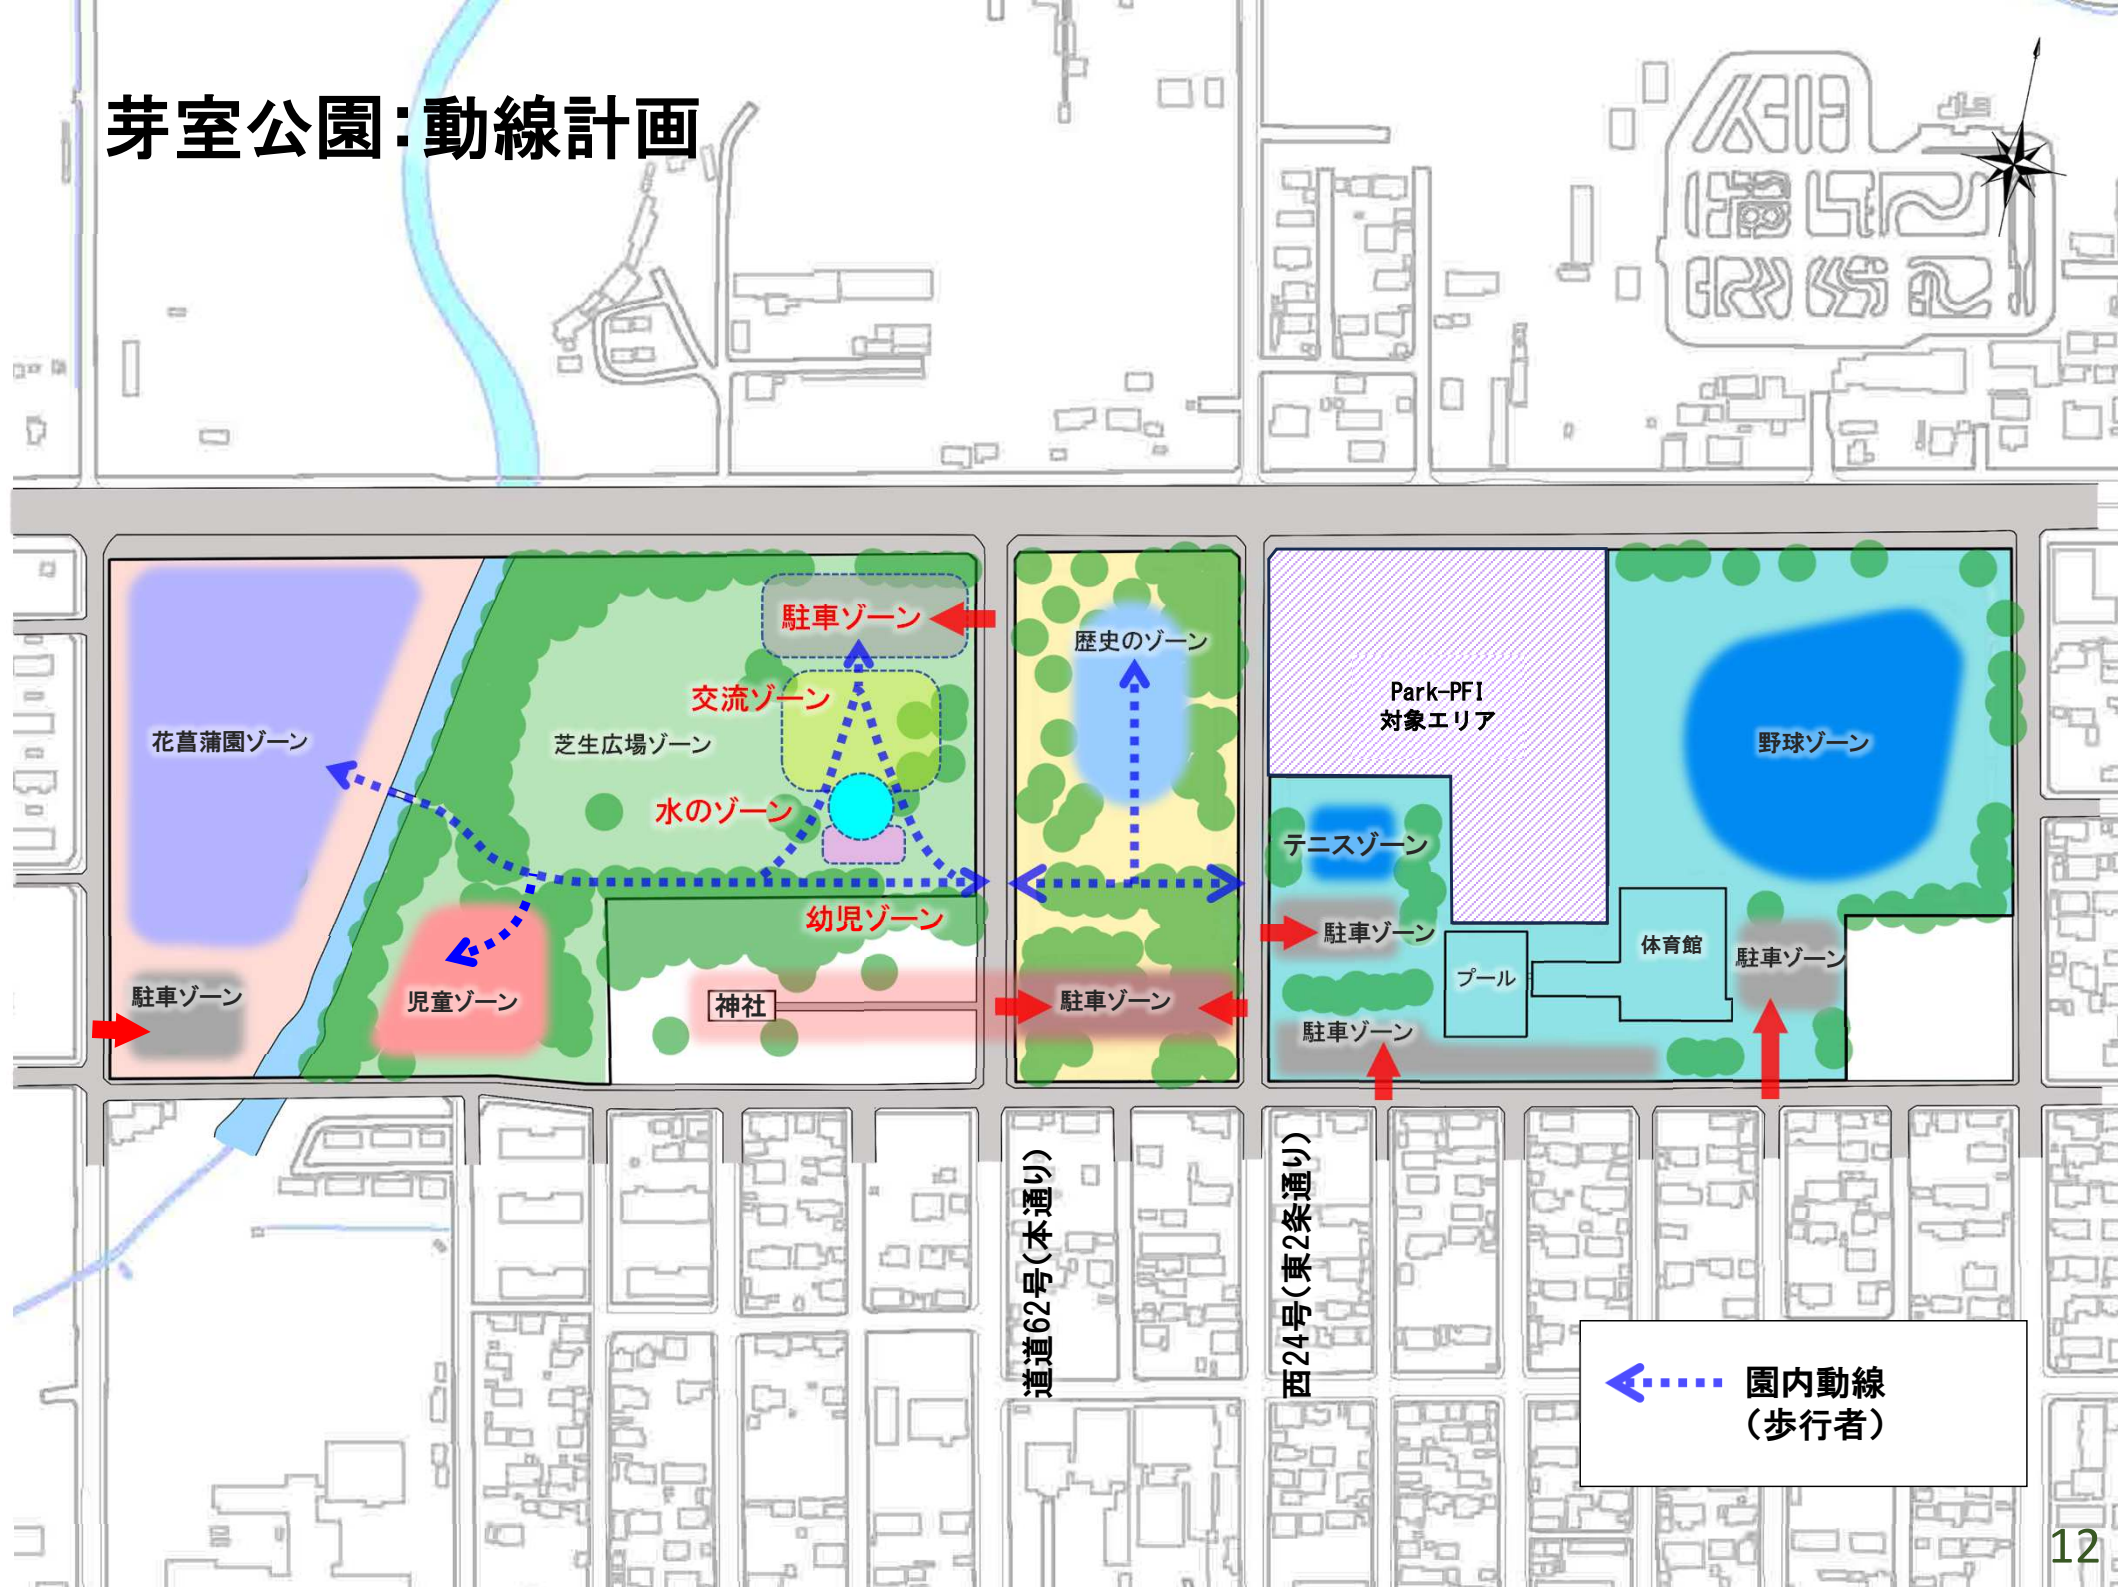 芽室公園:動線計画
駐車ゾーン
歴史のゾーン
交流ゾーン
Park-PFI
対象エリア
花菖蒲園ゾーン
芝生広場ゾーン
野球ゾーン
水のゾーン
テニスゾーン
幼児ゾーン
駐車ゾーン
体育館
駐車ゾーン
プール
駐車ゾーン
児童ゾーン
神社
駐車ゾーン
駐車ゾーン
道道62号(本通り)
西24号(東2条通り)
園内動線
(歩行者)
12